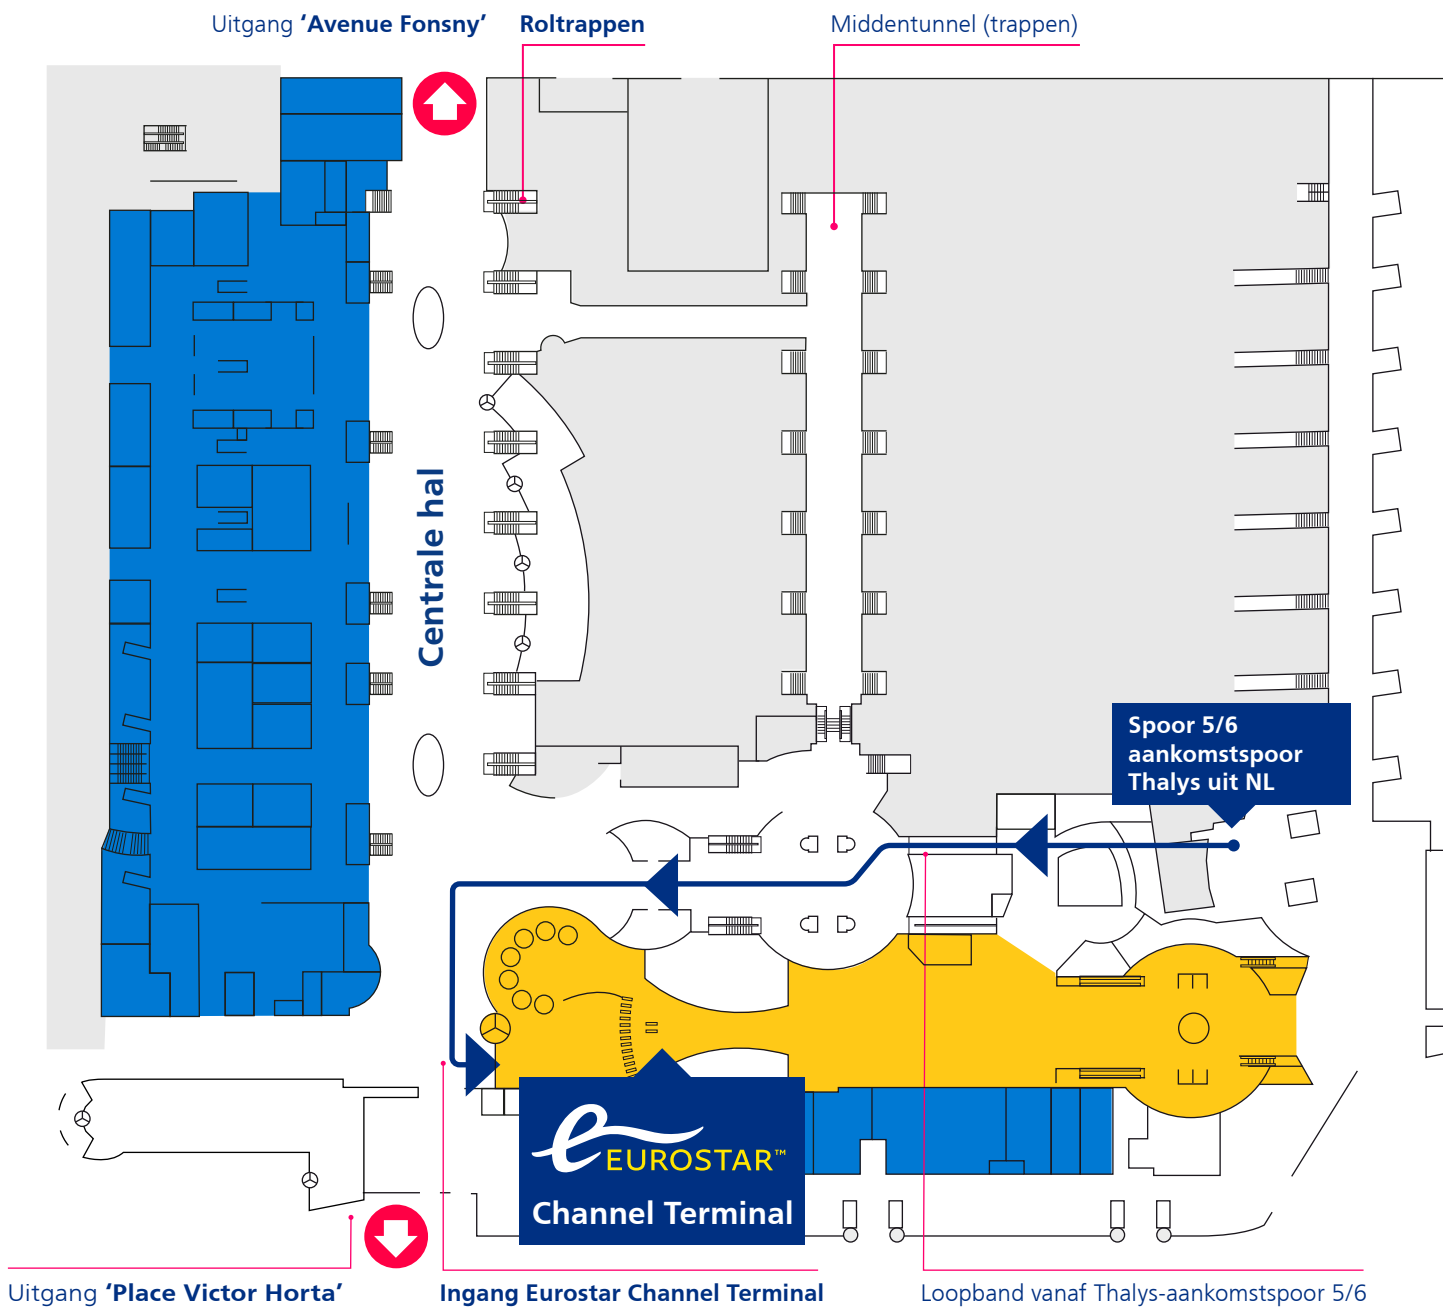 Uitgang ‘Avenue Fonsny’
Roltrappen
Middentunnel (trappen)
Centrale hal
Spoor 5/6
aankomstspoor
Thalys uit NL
e
EUROSTAR™
Channel Terminal
Uitgang ‘Place Victor Horta’
Ingang Eurostar Channel Terminal
Loopband vanaf Thalys-aankomstspoor 5/6